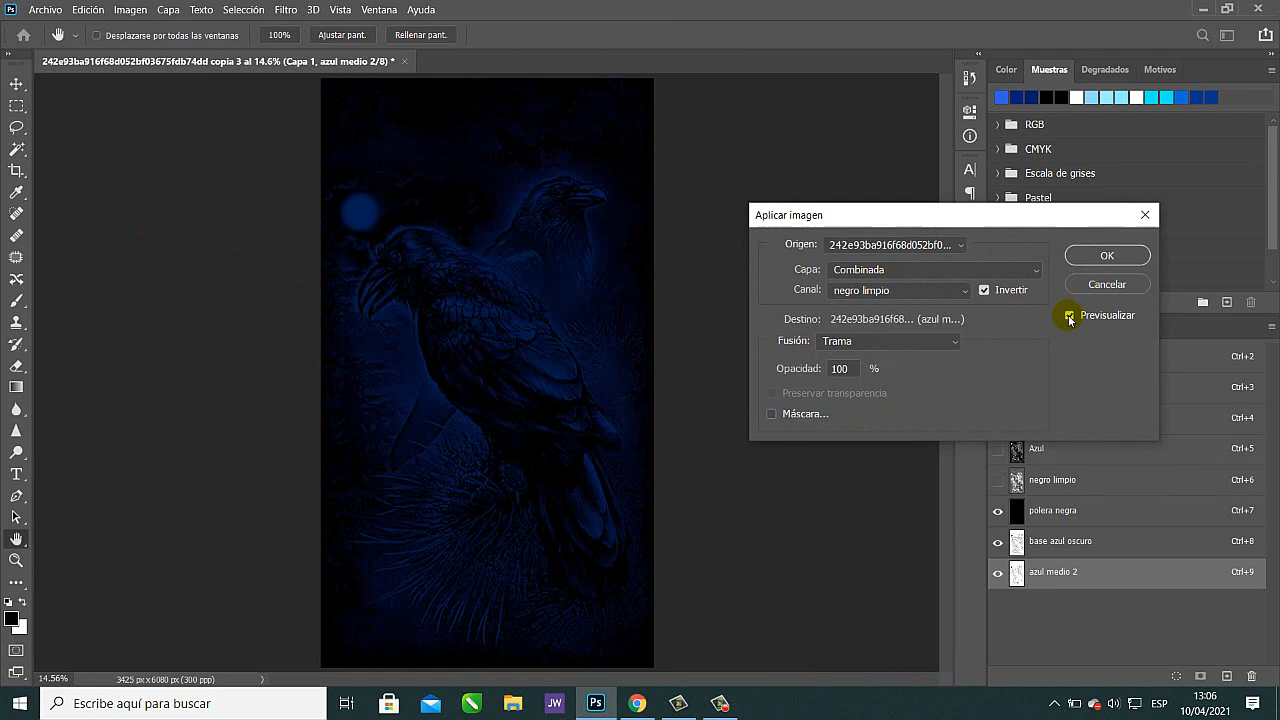 Ps Archivo Edición Imagen Capa Texto Selección Filtro 3D Vista Ventana Ayuda
Desplazarse por todas las ventanas 100% Ajustar pant. Rellenar pant.
242e93ba916f68d052bf03675fdb74dd copia 3 al 14.6% (Capa 1, azul medio 2/8) *
Color Muestras Degradados Motivos
RGB
CMYK
Escala de grises
Pastel
Aplicar imagen
Origen: 242e93ba916f68d052bf0...
Capa: Combinada
Canal: negro limpio Invertir
Destino: 242e93ba916f68... (azul m...)
Fusión: Trama
Opacidad: 100 %
Preservar transparencia
Máscara...
OK
Cancelar
Previsualizar
Ctrl+2
Ctrl+3
Ctrl+4
Azul Ctrl+5
negro limpio Ctrl+6
polera negra Ctrl+7
base azul oscuro Ctrl+8
azul medio 2 Ctrl+9
14.56% 3425 px x 6080 px (300 ppp)
Escribe aquí para buscar
JW
Ps
ESP
13:06
10/04/2021